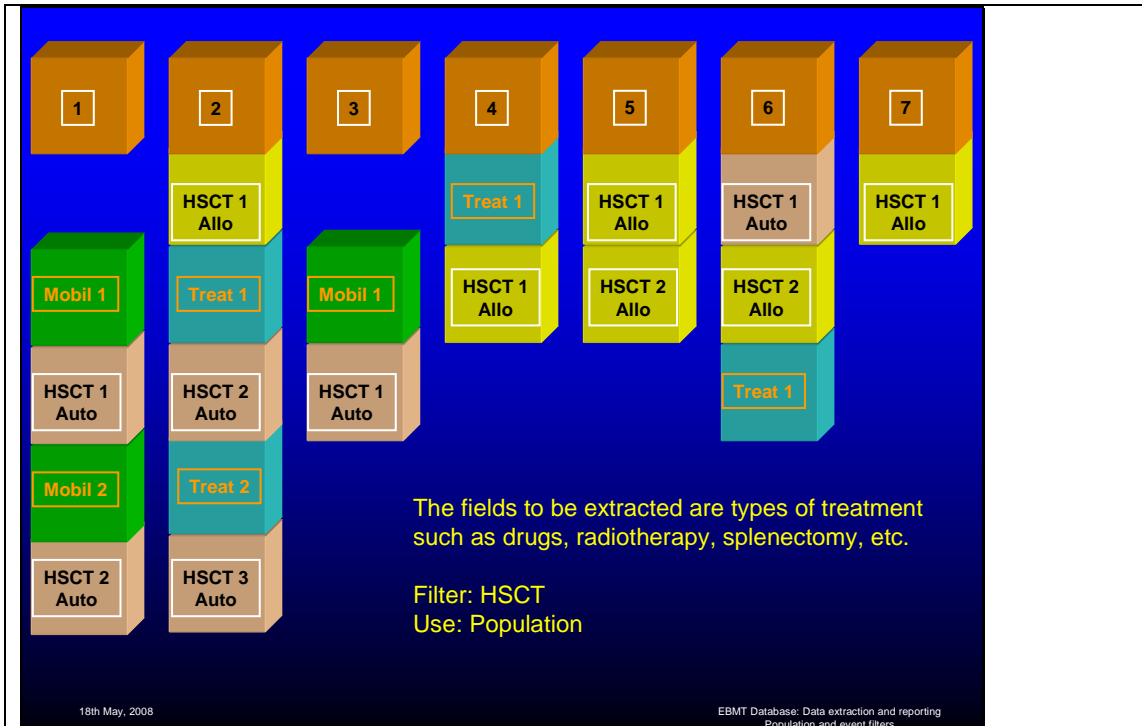 1
2
3
4
5
6
7
HSCT 1
Allo
Treat 1
HSCT 1
Allo
HSCT 1
Auto
HSCT 1
Allo
Mobil 1
Treat 1
Mobil 1
HSCT 1
Allo
HSCT 2
Allo
HSCT 2
Allo
HSCT 1
Auto
HSCT 2
Auto
HSCT 1
Auto
Treat 1
Mobil 2
Treat 2
HSCT 2
Auto
HSCT 3
Auto
The fields to be extracted are types of treatment
such as drugs, radiotherapy, splenectomy, etc.
Filter: HSCT
Use: Population
18th May, 2008
EBMT Database: Data extraction and reporting
Population and event filters